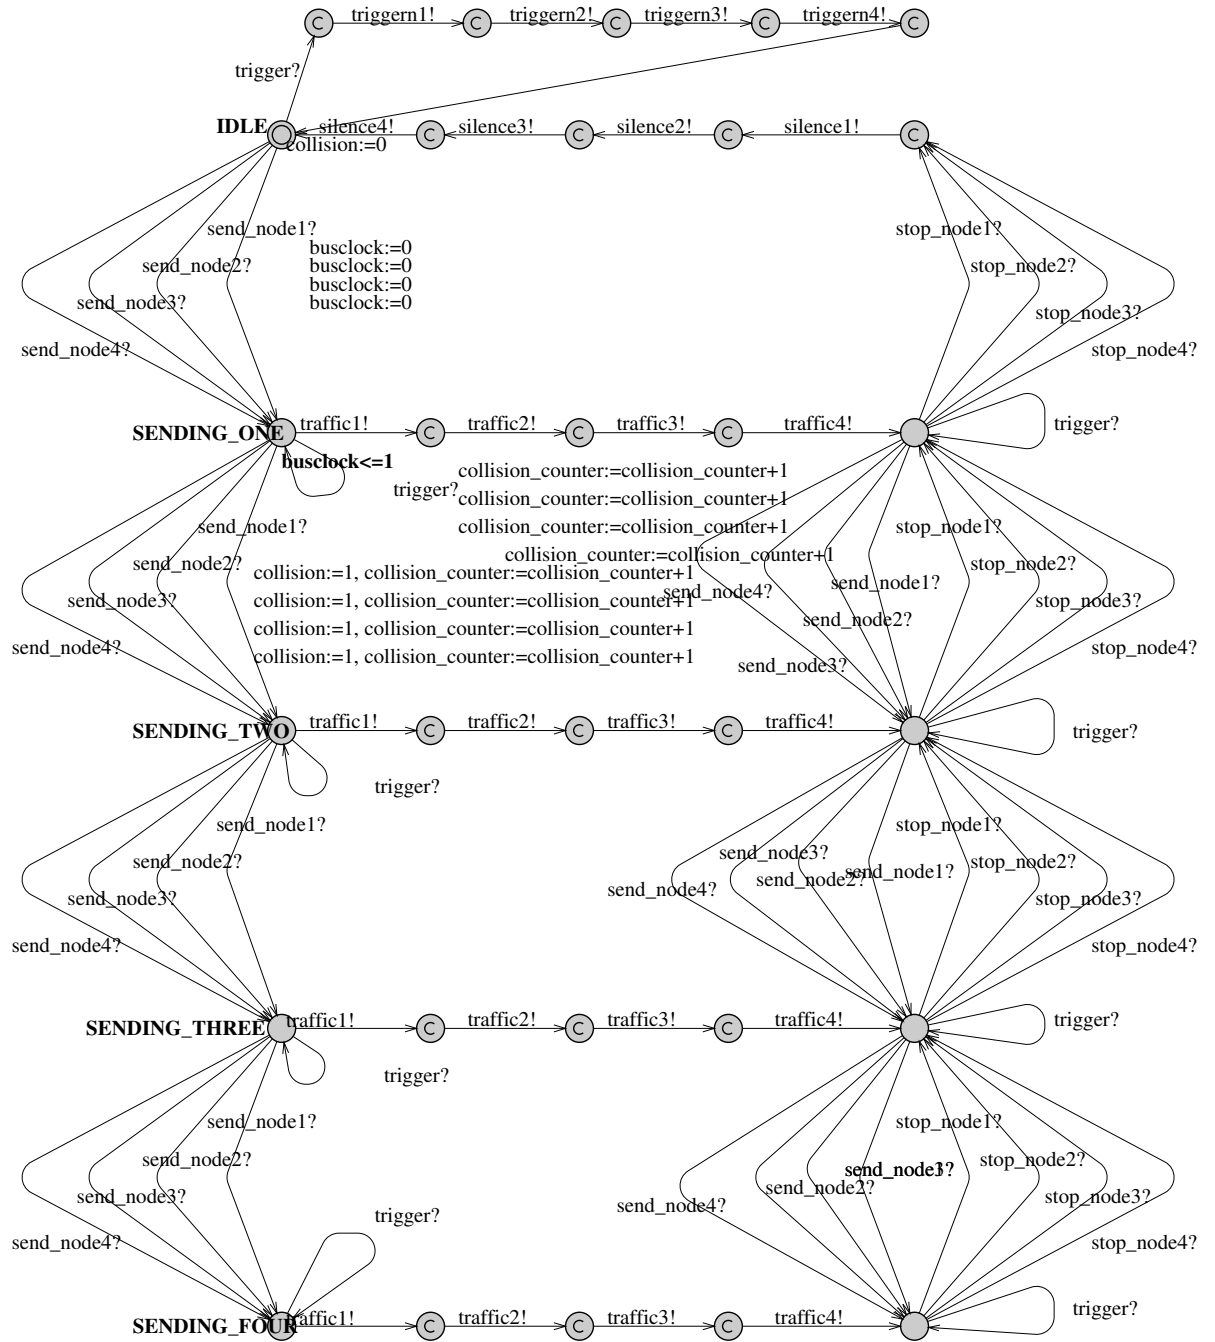 triggern1! triggern2! triggern3! triggern4!
C C C C C
trigger?
IDLE silence4! silence3! silence2! silence1!
C C C C
collision:=0
send_node1? stop_node1?
busclock:=0
send_node2? busclock:=0 stop_node2?
busclock:=0
send_node3? busclock:=0 stop_node3?
send_node4? stop_node4?
SENDING_ONE traffic1! traffic2! traffic3! traffic4! trigger?
C C C
busclock<=1
collision_counter:=collision_counter+1
trigger?
collision_counter:=collision_counter+1
send_node1? collision_counter:=collision_counter+1 stop_node1?
collision_counter:=collision_counter+1
send_node2? stop_node2?
collision:=1, collision_counter:=collision_counter+1
send_node1?
send_node4?
send_node3? collision:=1, collision_counter:=collision_counter+1 stop_node3?
send_node2?
collision:=1, collision_counter:=collision_counter+1
send_node4? stop_node4?
collision:=1, collision_counter:=collision_counter+1
send_node3?
SENDING_TWO traffic1! traffic2! traffic3! traffic4! trigger?
C C C
trigger?
send_node1? stop_node1?
send_node3?
send_node2? stop_node2?
send_node2? send_node1?
send_node4?
send_node3? stop_node3?
send_node4? stop_node4?
SENDING_THREE traffic1! traffic2! traffic3! traffic4! trigger?
C C C
trigger?
send_node1? stop_node1?
send_node2? stop_node2?
send_node2?
send_node3? stop_node3?
send_node4?
trigger?
send_node4? stop_node4?
SENDING_FOUR traffic1! traffic2! traffic3! traffic4! trigger?
C C C